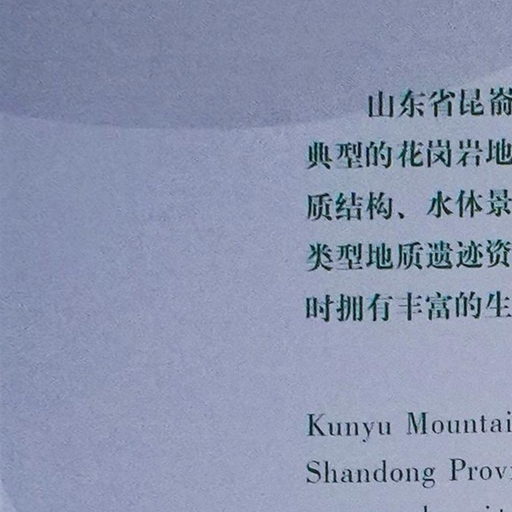 山东省昆嵛
典型的花岗岩地
质结构、水体景
类型地质遗迹资
时拥有丰富的生
Kunyu Mountai
Shandong Provi